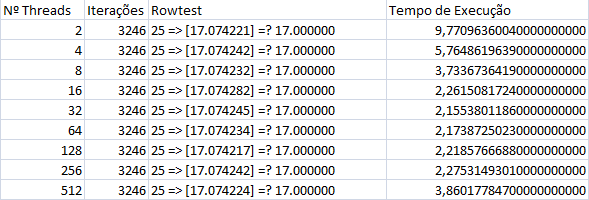 Nº Threads Iterações Rowtest Tempo de Execução
2 3246 25 => [17.074221] =? 17.000000 9,77096360040000000000
4 3246 25 => [17.074242] =? 17.000000 5,76486196390000000000
8 3246 25 => [17.074232] =? 17.000000 3,73367364190000000000
16 3246 25 => [17.074282] =? 17.000000 2,26150817240000000000
32 3246 25 => [17.074245] =? 17.000000 2,15538011860000000000
64 3246 25 => [17.074234] =? 17.000000 2,17387250230000000000
128 3246 25 => [17.074217] =? 17.000000 2,21857666880000000000
256 3246 25 => [17.074242] =? 17.000000 2,27531493010000000000
512 3246 25 => [17.074224] =? 17.000000 3,86017784700000000000